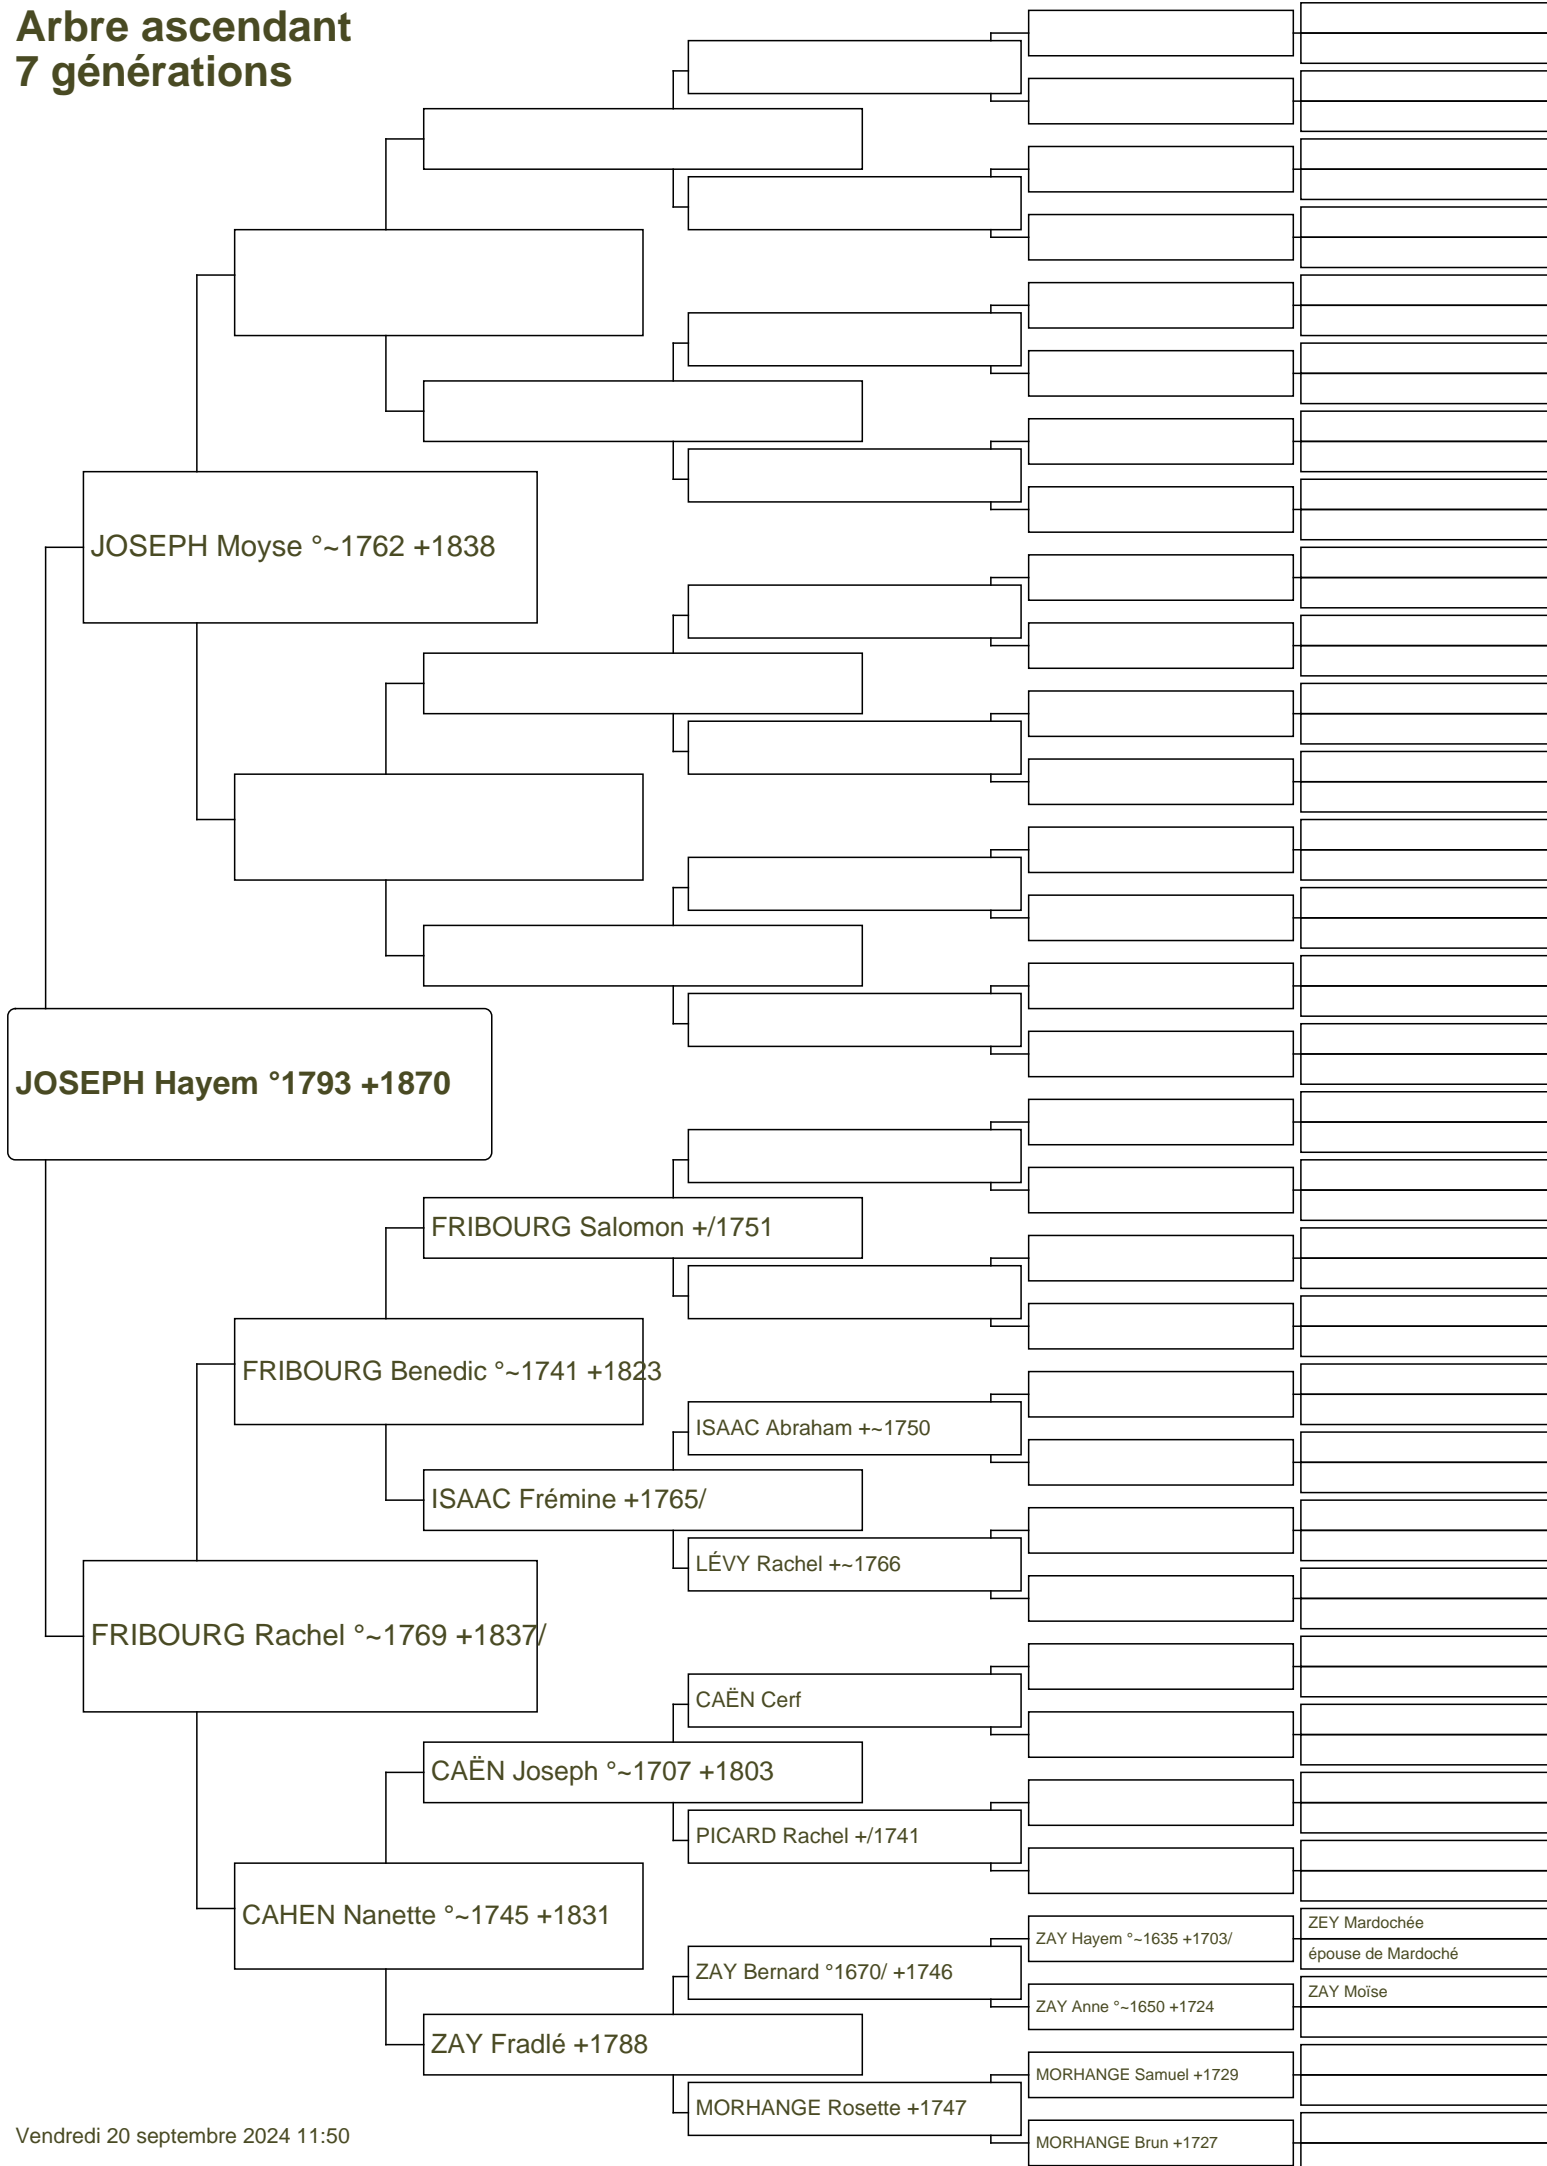 Arbre ascendant
7 générations
JOSEPH Moyse °~1762 +1838
JOSEPH Hayem °1793 +1870
FRIBOURG Salomon +/1751
FRIBOURG Benedic °~1741 +1823
ISAAC Abraham +~1750
ISAAC Frémine +1765/
LÉVY Rachel +~1766
FRIBOURG Rachel °~1769 +1837/
CAËN Cerf
CAËN Joseph °~1707 +1803
PICARD Rachel +/1741
CAHEN Nanette °~1745 +1831
ZEY Mardochée
ZAY Hayem °~1635 +1703/
épouse de Mardoché
ZAY Bernard °1670/ +1746
ZAY Moïse
ZAY Anne °~1650 +1724
ZAY Fradlé +1788
MORHANGE Samuel +1729
MORHANGE Rosette +1747
MORHANGE Brun +1727
Vendredi 20 septembre 2024 11:50